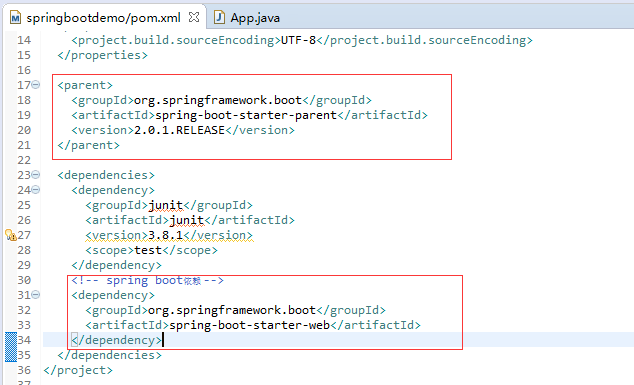 springbootdemo/pom.xml App.java
14 <project.build.sourceEncoding>UTF-8</project.build.sourceEncoding>
15 </properties>
16
17 <parent>
18 <groupId>org.springframework.boot</groupId>
19 <artifactId>spring-boot-starter-parent</artifactId>
20 <version>2.0.1.RELEASE</version>
21 </parent>
22
23 <dependencies>
24 <dependency>
25 <groupId>junit</groupId>
26 <artifactId>junit</artifactId>
27 <version>3.8.1</version>
28 <scope>test</scope>
29 </dependency>
30 <!-- spring boot依赖 -->
31 <dependency>
32 <groupId>org.springframework.boot</groupId>
33 <artifactId>spring-boot-starter-web</artifactId>
34 </dependency>
35 </dependencies>
36 </project>
37